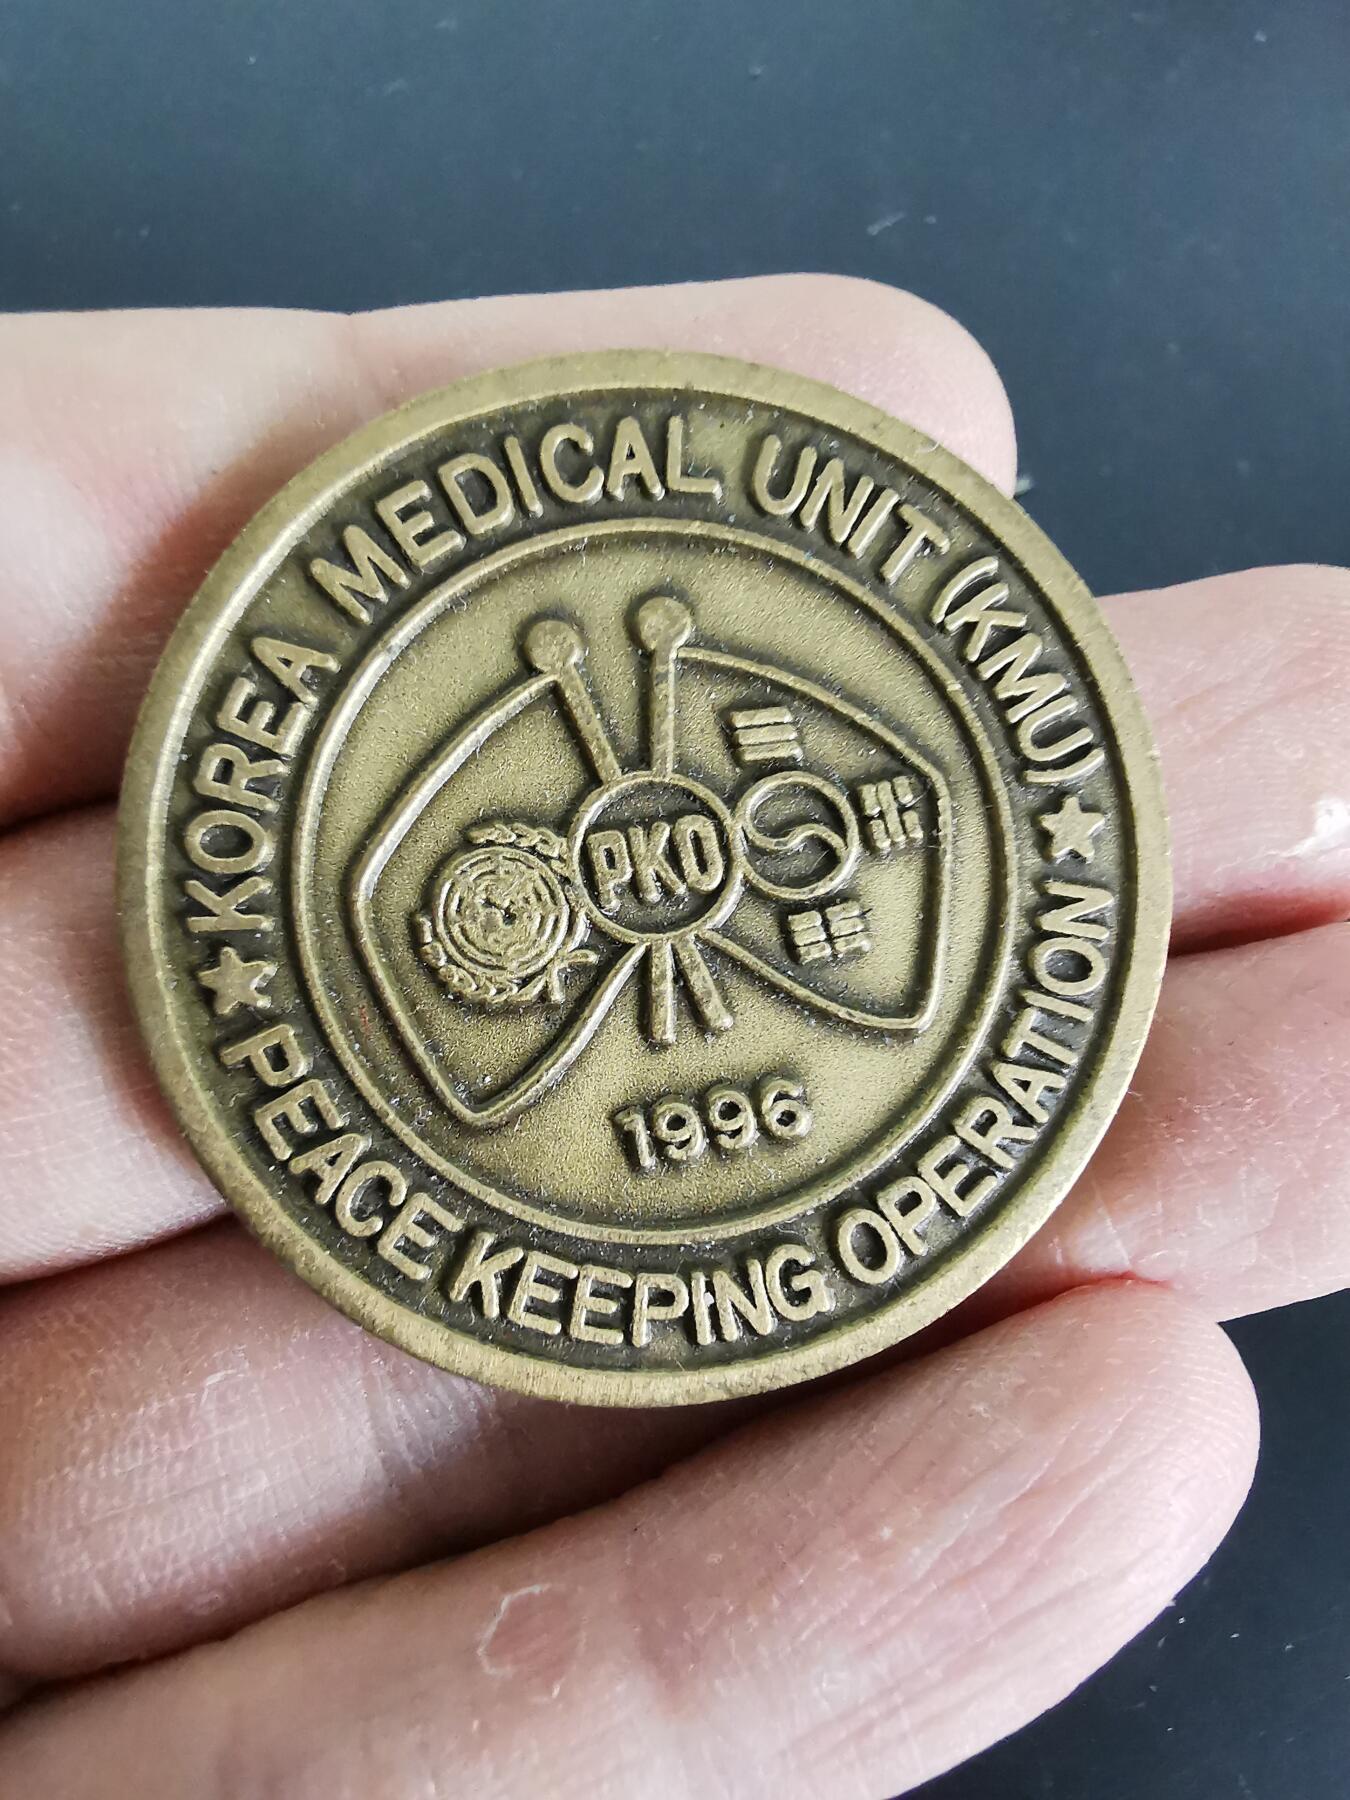 KOREA MEDICAL UNIT (KMU)
PKO
1996
PEACE KEEPING OPERATION